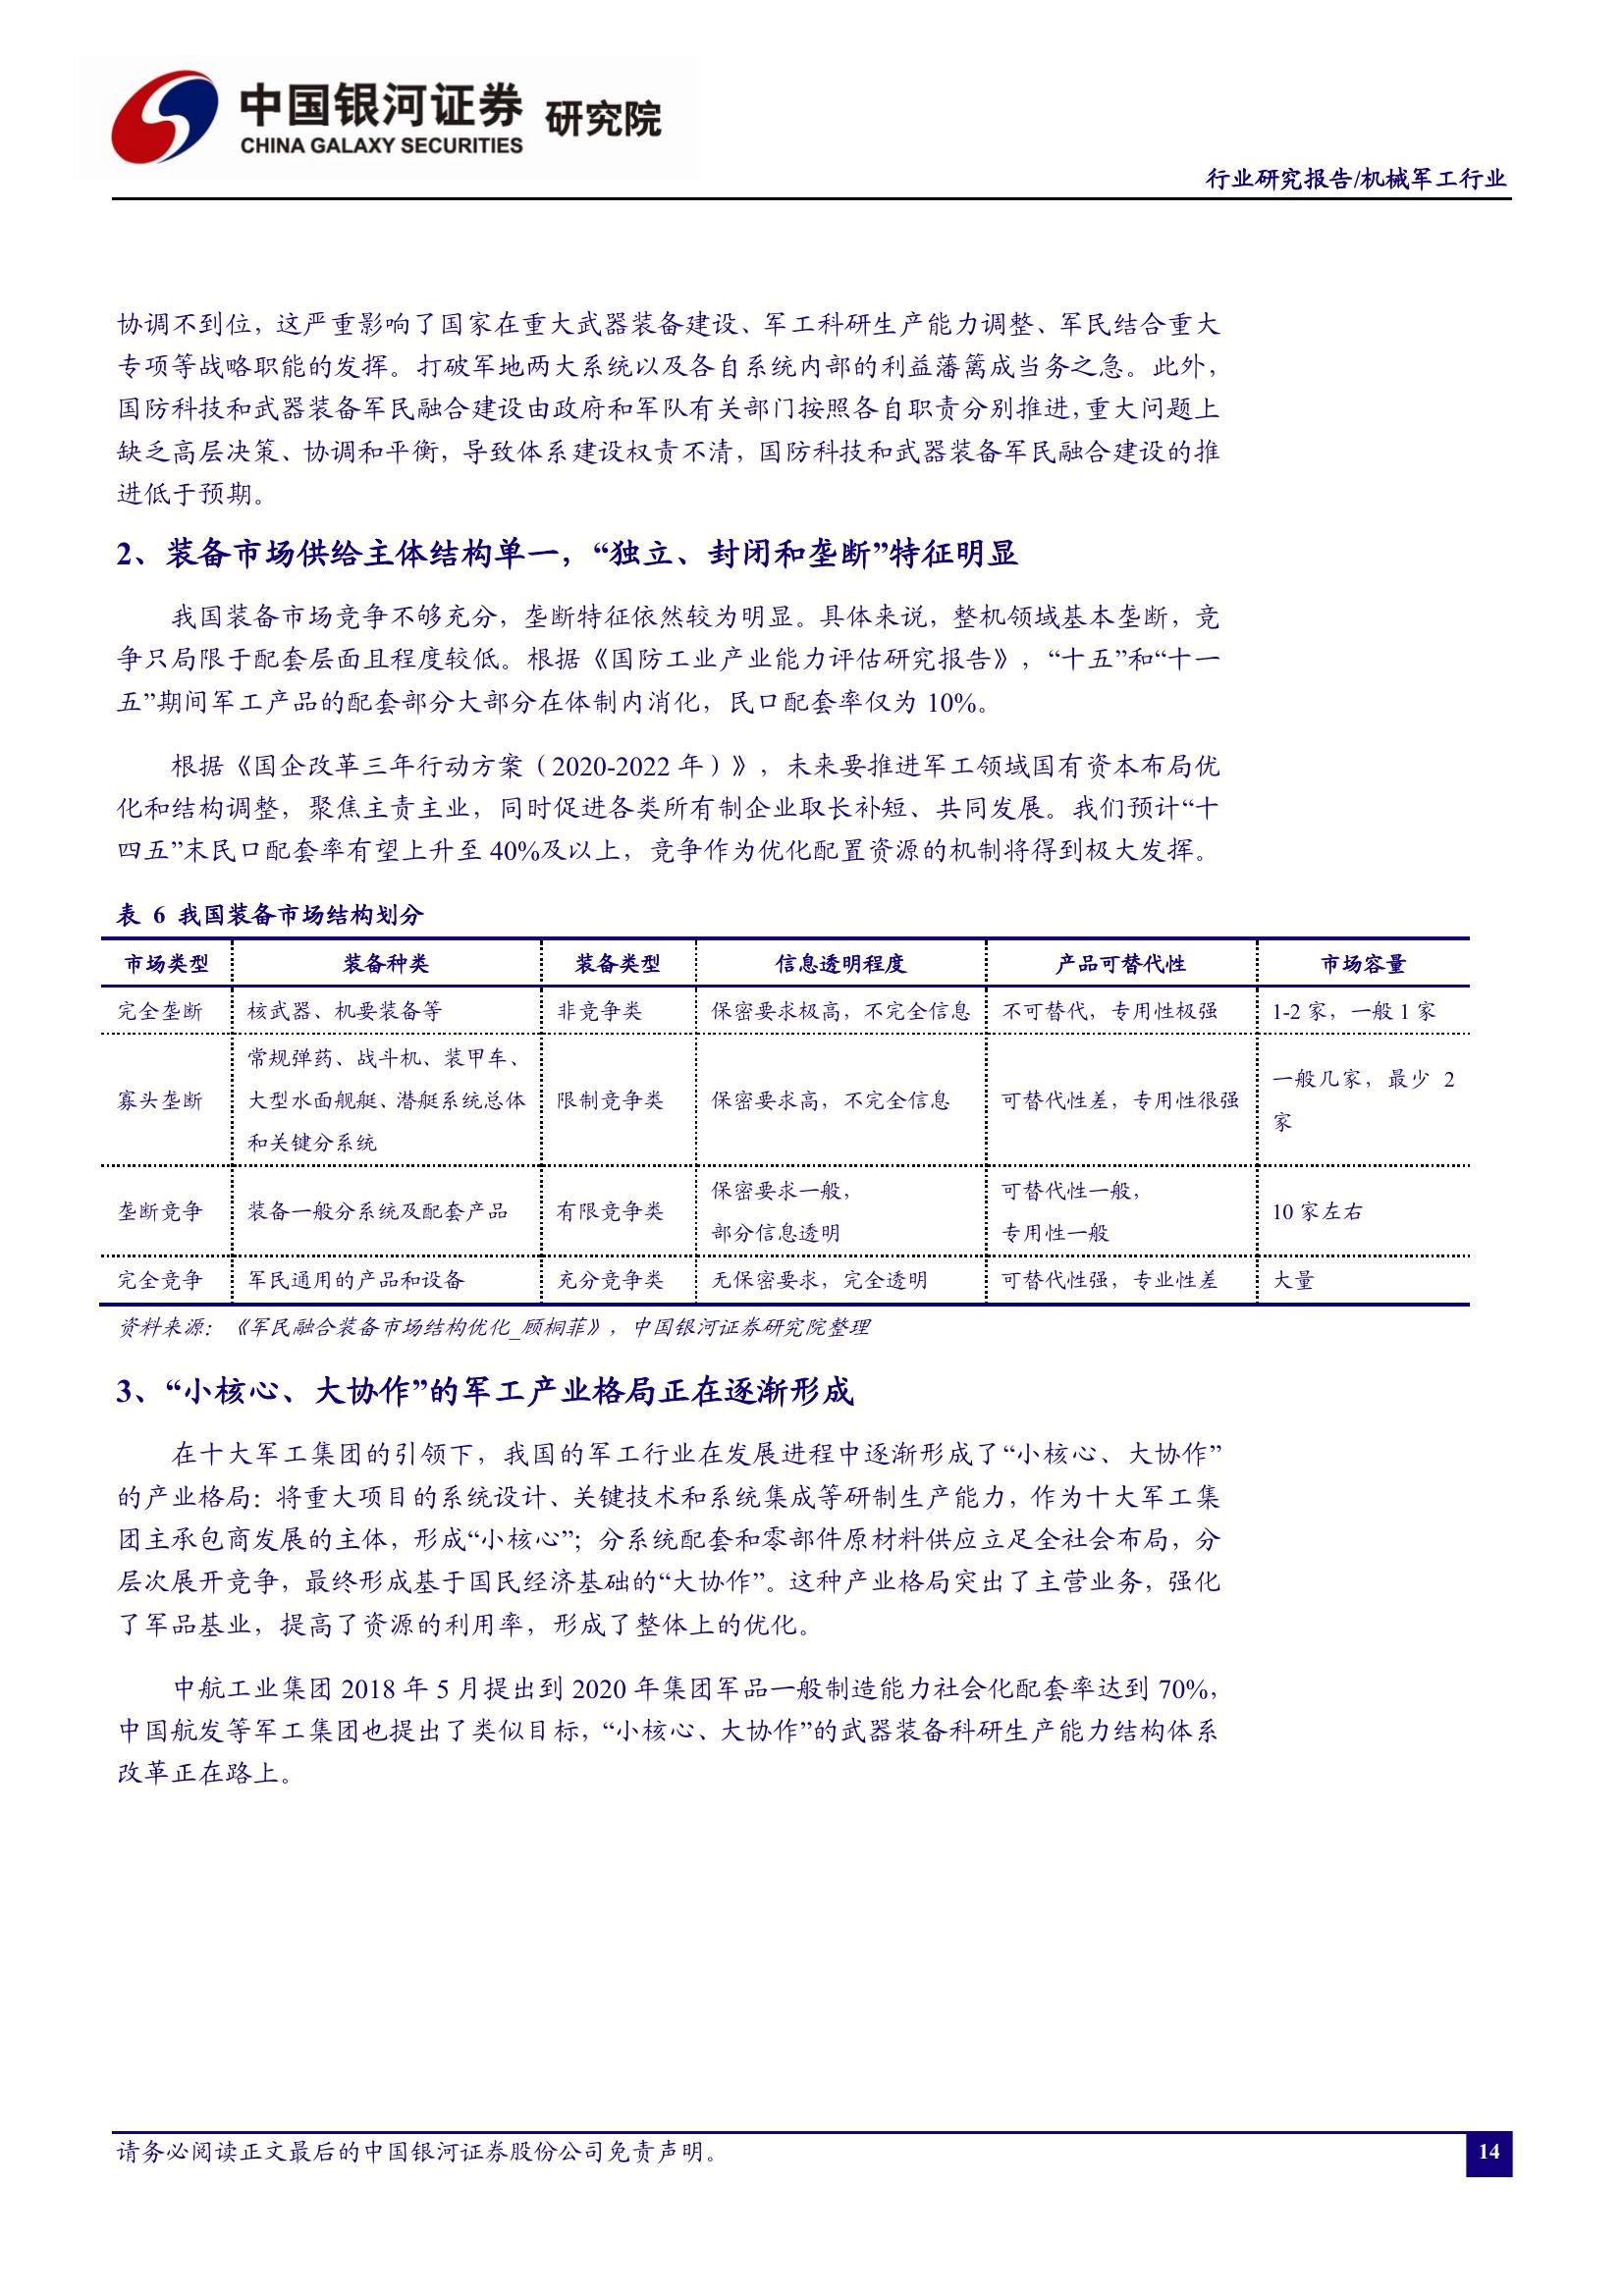 中国银河证券 研究院
CHINA GALAXY SECURITIES
行业研究报告/机械军工行业
协调不到位，这严重影响了国家在重大武器装备建设、军工科研生产能力调整、军民结合重大
专项等战略职能的发挥。打破军地两大系统以及各自系统内部的利益藩篱成当务之急。此外，
国防科技和武器装备军民融合建设由政府和军队有关部门按照各自职责分别推进，重大问题上
缺乏高层决策、协调和平衡，导致体系建设权责不清，国防科技和武器装备军民融合建设的推
进低于预期。
2、装备市场供给主体结构单一，“独立、封闭和垄断”特征明显
我国装备市场竞争不够充分，垄断特征依然较为明显。具体来说，整机领域基本垄断，竞
争只局限于配套层面且程度较低。根据《国防工业产业能力评估研究报告》，“十五”和“十一
五”期间军工产品的配套部分大部分在体制内消化，民口配套率仅为 10%。
根据《国企改革三年行动方案（2020-2022 年）》，未来要推进军工领域国有资本布局优
化和结构调整，聚焦主责主业，同时促进各类所有制企业取长补短、共同发展。我们预计“十
四五”末民口配套率有望上升至 40%及以上，竞争作为优化配置资源的机制将得到极大发挥。
表 6 我国装备市场结构划分
市场类型 装备种类 装备类型 信息透明程度 产品可替代性 市场容量
完全垄断 核武器、机要装备等 非竞争类 保密要求极高，不完全信息 不可替代，专用性极强 1-2 家，一般 1 家
常规弹药、战斗机、装甲车、
大型水面舰艇、潜艇系统总体
和关键分系统
寡头垄断 限制竞争类 保密要求高，不完全信息 可替代性差，专用性很强
一般几家，最少 2
家
垄断竞争 装备一般分系统及配套产品 有限竞争类
保密要求一般，
部分信息透明
可替代性一般，
专用性一般
10 家左右
完全竞争 军民通用的产品和设备 充分竞争类 无保密要求，完全透明 可替代性强，专业性差 大量
资料来源：《军民融合装备市场结构优化_顾桐菲》，中国银河证券研究院整理
3、“小核心、大协作”的军工产业格局正在逐渐形成
在十大军工集团的引领下，我国的军工行业在发展进程中逐渐形成了“小核心、大协作”
的产业格局：将重大项目的系统设计、关键技术和系统集成等研制生产能力，作为十大军工集
团主承包商发展的主体，形成“小核心”；分系统配套和零部件原材料供应立足全社会布局，分
层次展开竞争，最终形成基于国民经济基础的“大协作”。这种产业格局突出了主营业务，强化
了军品基业，提高了资源的利用率，形成了整体上的优化。
中航工业集团 2018 年 5 月提出到 2020 年集团军品一般制造能力社会化配套率达到 70%，
中国航发等军工集团也提出了类似目标，“小核心、大协作”的武器装备科研生产能力结构体系
改革正在路上。
请务必阅读正文最后的中国银河证券股份公司免责声明。
14